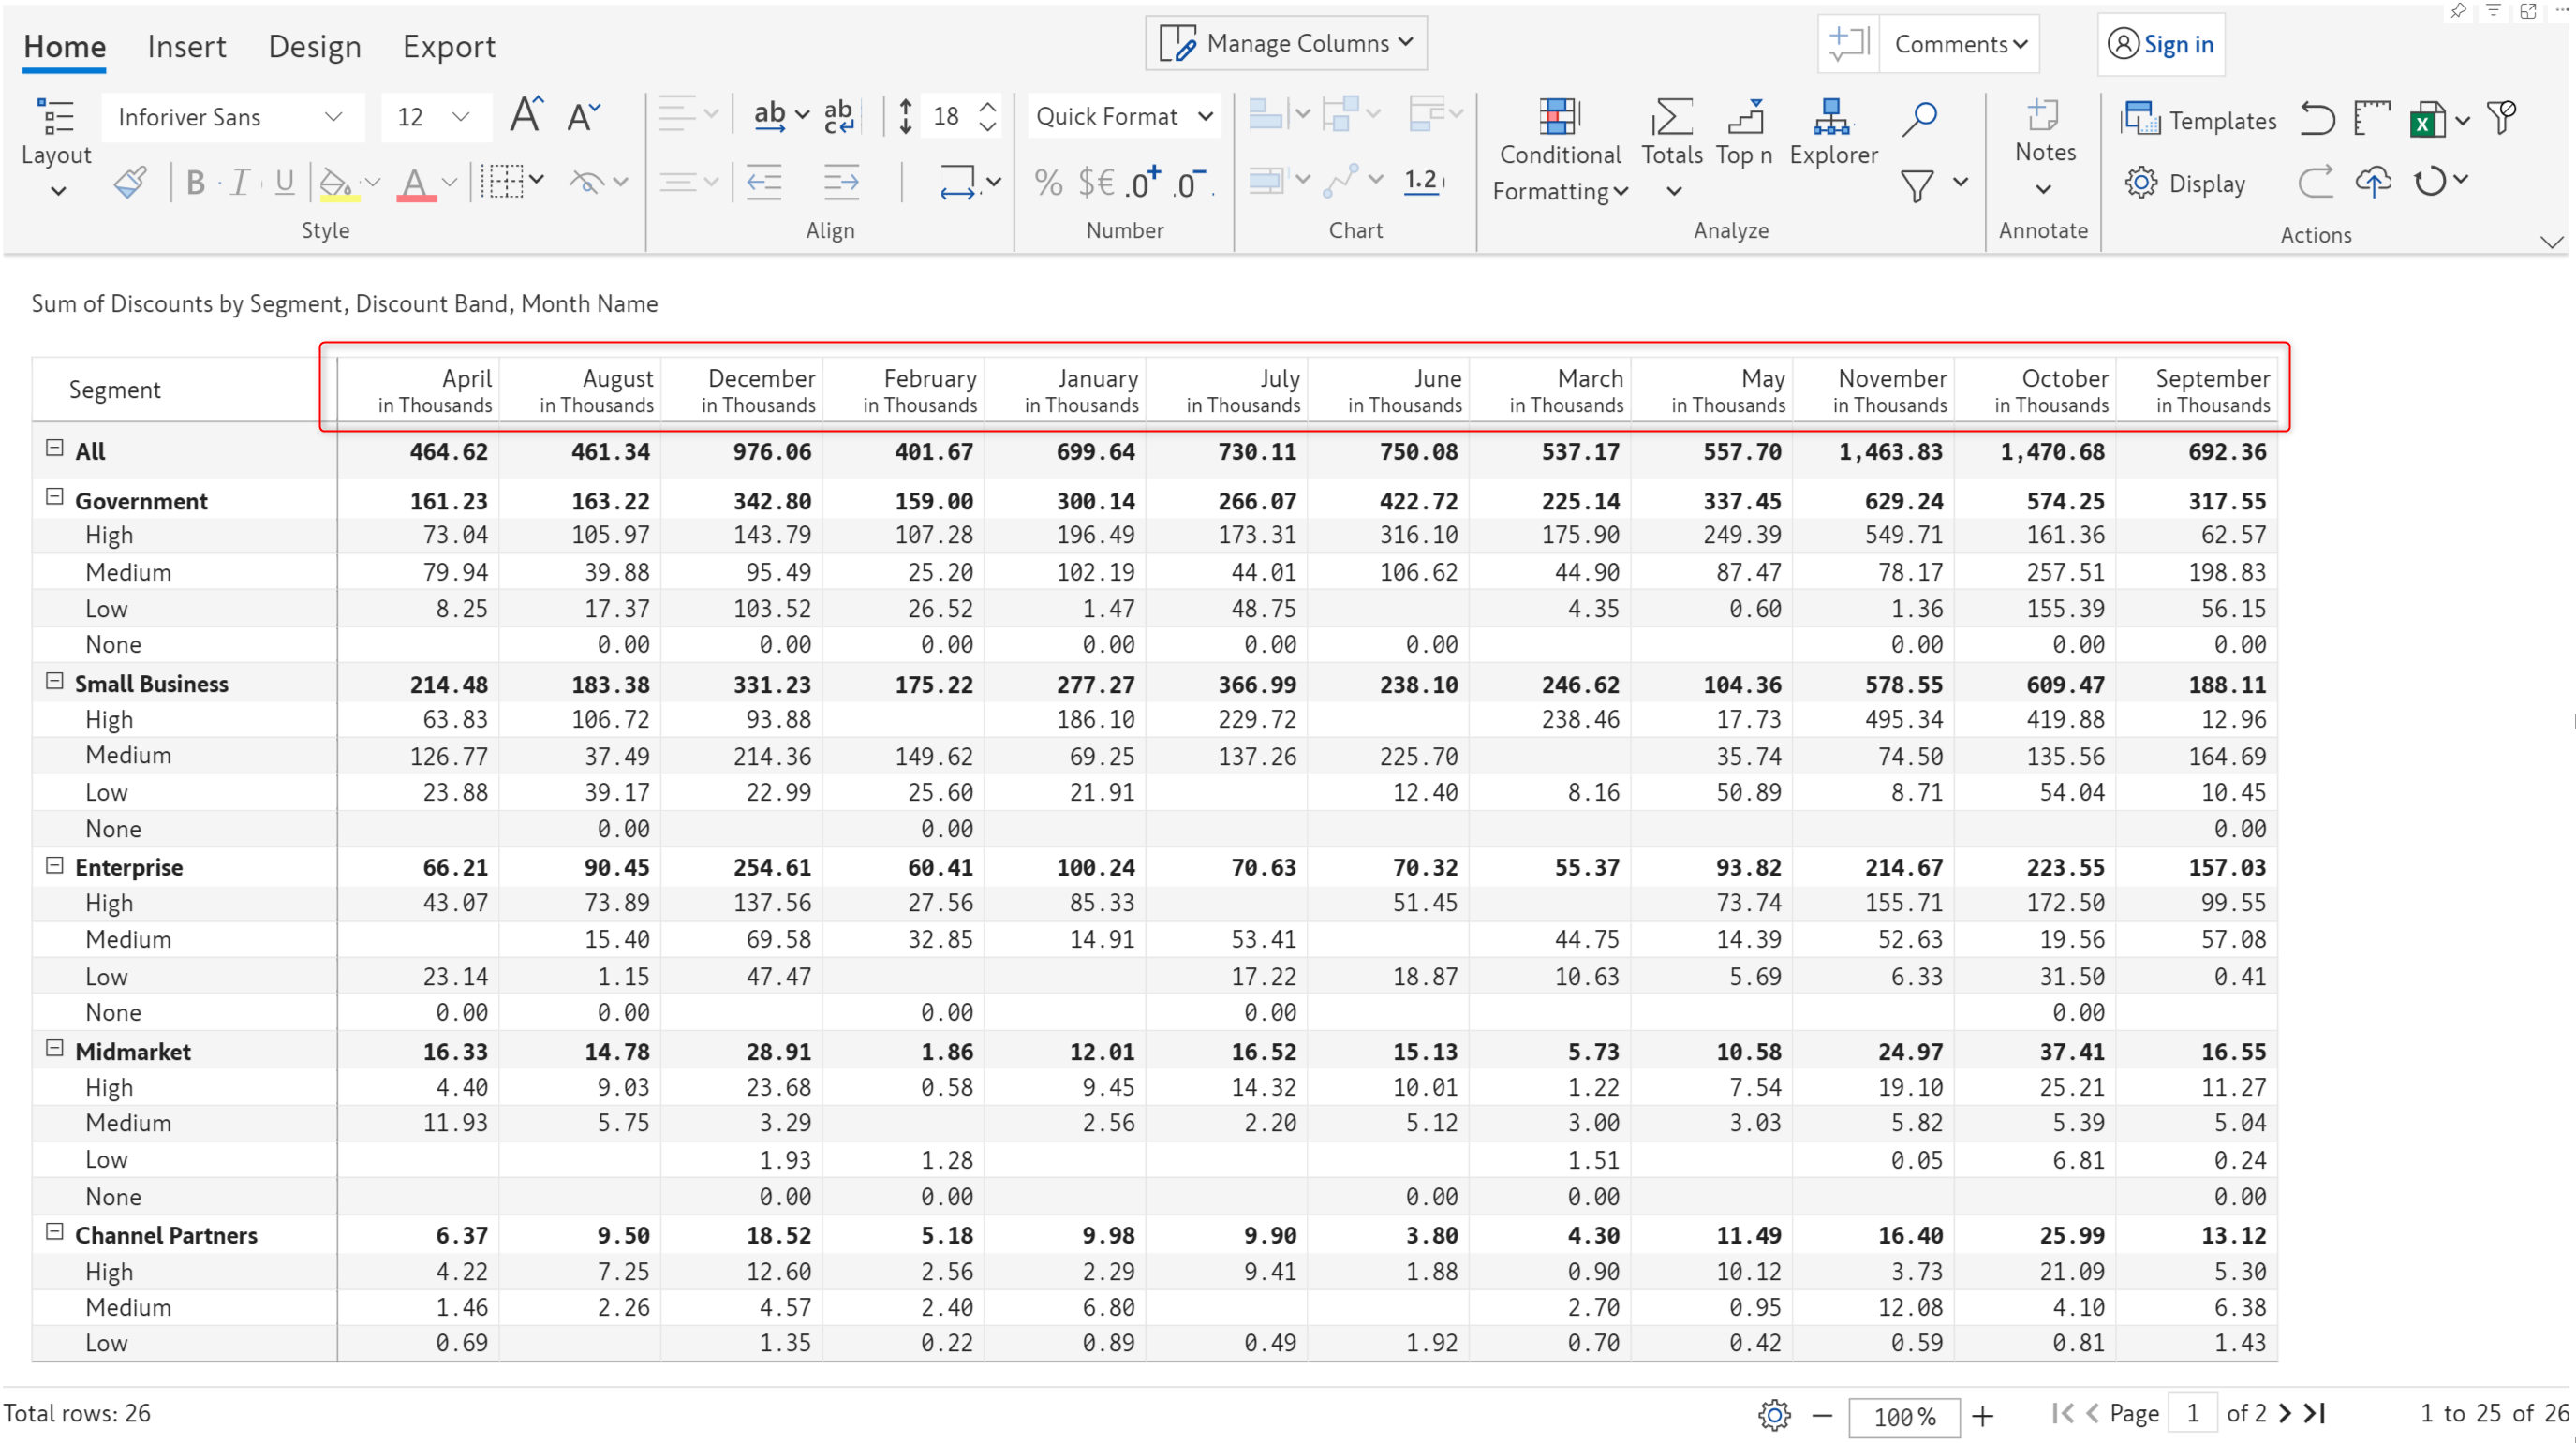 Home Insert Design Export Manage Columns Comments Sign in
Inforiver Sans 12 A A ab ab c 18 Quick Format
Layout Conditional Formatting Totals Top n Explorer Notes Templates
B I U A % $€ .0+ .0- 1.2 Display
Style Align Number Chart Analyze Annotate Actions
Sum of Discounts by Segment, Discount Band, Month Name
Segment April August December February January July June March May November October September
in Thousands in Thousands in Thousands in Thousands in Thousands in Thousands in Thousands in Thousands in Thousands in Thousands in Thousands in Thousands
All 464.62 461.34 976.06 401.67 699.64 730.11 750.08 537.17 557.70 1,463.83 1,470.68 692.36
Government 161.23 163.22 342.80 159.00 300.14 266.07 422.72 225.14 337.45 629.24 574.25 317.55
High 73.04 105.97 143.79 107.28 196.49 173.31 316.10 175.90 249.39 549.71 161.36 62.57
Medium 79.94 39.88 95.49 25.20 102.19 44.01 106.62 44.90 87.47 78.17 257.51 198.83
Low 8.25 17.37 103.52 26.52 1.47 48.75 4.35 0.60 1.36 155.39 56.15
None 0.00 0.00 0.00 0.00 0.00 0.00 0.00 0.00 0.00
Small Business 214.48 183.38 331.23 175.22 277.27 366.99 238.10 246.62 104.36 578.55 609.47 188.11
High 63.83 106.72 93.88 186.10 229.72 238.46 17.73 495.34 419.88 12.96
Medium 126.77 37.49 214.36 149.62 69.25 137.26 225.70 35.74 74.50 135.56 164.69
Low 23.88 39.17 22.99 25.60 21.91 12.40 8.16 50.89 8.71 54.04 10.45
None 0.00 0.00 0.00
Enterprise 66.21 90.45 254.61 60.41 100.24 70.63 70.32 55.37 93.82 214.67 223.55 157.03
High 43.07 73.89 137.56 27.56 85.33 51.45 73.74 155.71 172.50 99.55
Medium 15.40 69.58 32.85 14.91 53.41 44.75 14.39 52.63 19.56 57.08
Low 23.14 1.15 47.47 17.22 18.87 10.63 5.69 6.33 31.50 0.41
None 0.00 0.00 0.00 0.00 0.00
Midmarket 16.33 14.78 28.91 1.86 12.01 16.52 15.13 5.73 10.58 24.97 37.41 16.55
High 4.40 9.03 23.68 0.58 9.45 14.32 10.01 1.22 7.54 19.10 25.21 11.27
Medium 11.93 5.75 3.29 2.56 2.20 5.12 3.00 3.03 5.82 5.39 5.04
Low 1.93 1.28 1.51 0.05 6.81 0.24
None 0.00 0.00 0.00 0.00 0.00
Channel Partners 6.37 9.50 18.52 5.18 9.98 9.90 3.80 4.30 11.49 16.40 25.99 13.12
High 4.22 7.25 12.60 2.56 2.29 9.41 1.88 0.90 10.12 3.73 21.09 5.30
Medium 1.46 2.26 4.57 2.40 6.80 2.70 0.95 12.08 4.10 6.38
Low 0.69 1.35 0.22 0.89 0.49 1.92 0.70 0.42 0.59 0.81 1.43
Total rows: 26 100% Page 1 of 2 1 to 25 of 26